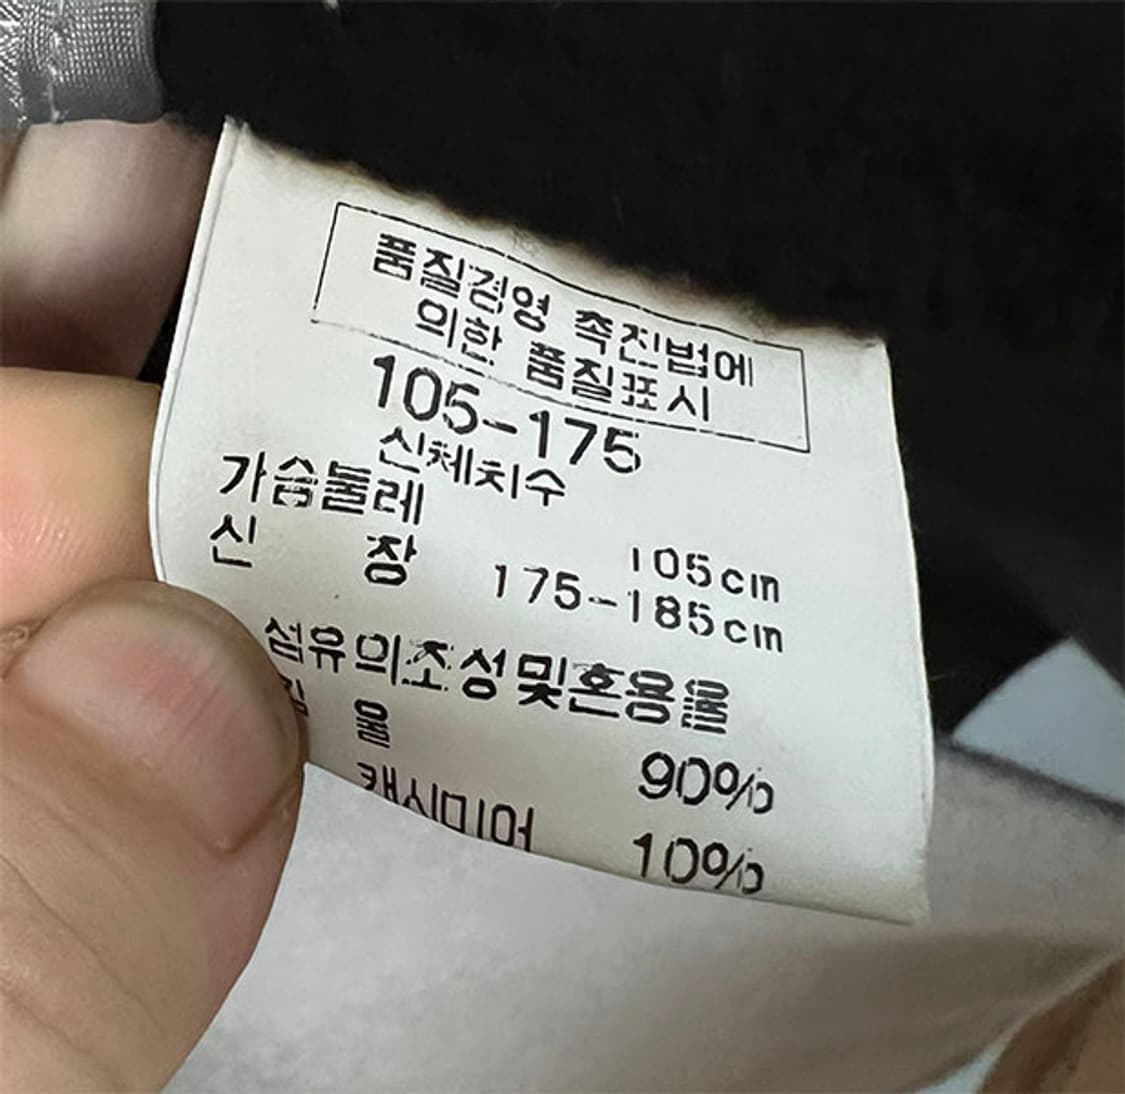 품질경영 촉진법에
의한 품질표시
105-175
신체치수
가슴둘레 105cm
신 장 175-185cm
섬유의조성및혼용율
울 90%
캐시미어 10%